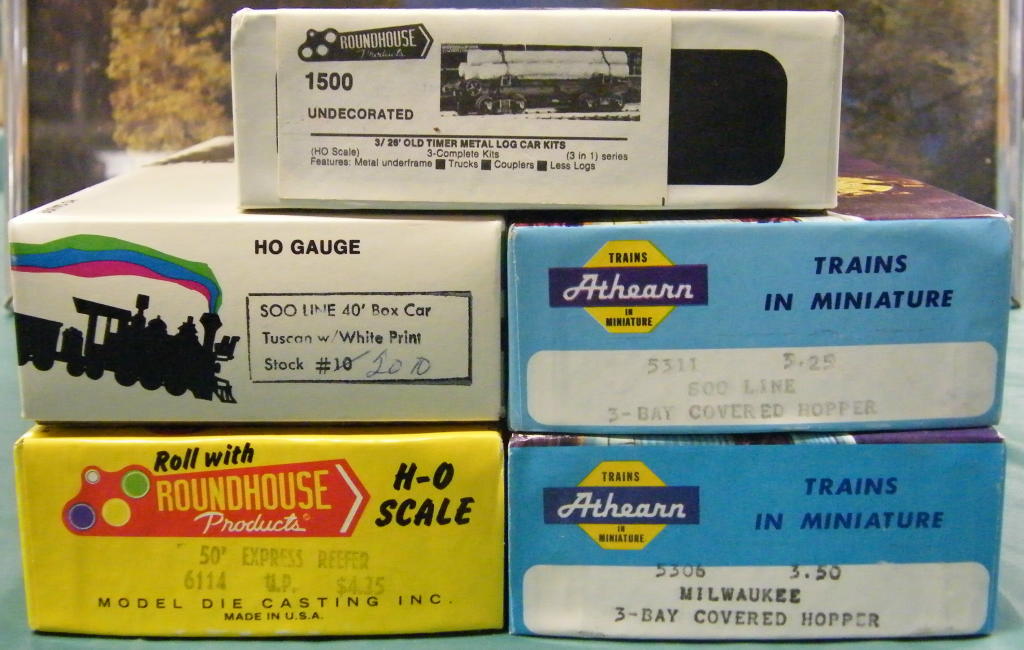 ROUNDHOUSE
Products
1500
UNDECORATED
3/ 26' OLD TIMER METAL LOG CAR KITS
(HO Scale) 3-Complete Kits (3 in 1) series
Features: Metal underframe ■ Trucks ■ Couplers ■ Less Logs
HO GAUGE
SOO LINE 40' Box Car
Tuscan w/White Print
Stock #10 2010
TRAINS
Athearn
IN
MINIATURE
TRAINS
IN MINIATURE
5311 3.25
SOO LINE
3-BAY COVERED HOPPER
Roll with
ROUNDHOUSE
Products
H-O
SCALE
50' EXPRESS REEFER
6114 U.P. $4.35
MODEL DIE CASTING INC.
MADE IN U.S.A.
TRAINS
Athearn
IN
MINIATURE
TRAINS
IN MINIATURE
5306 3.50
MILWAUKEE
3-BAY COVERED HOPPER